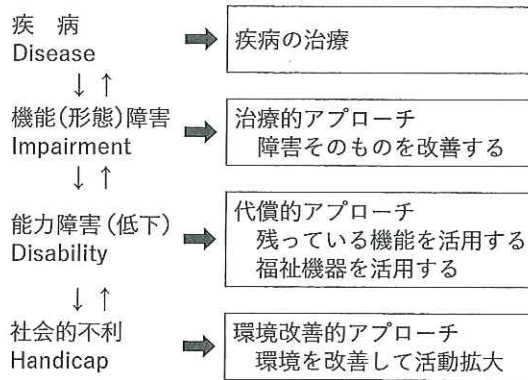 疾　病
Disease
疾病の治療
↓ ↑
機能(形態)障害
Impairment
治療的アプローチ
障害そのものを改善する
↓ ↑
能力障害(低下)
Disability
代償的アプローチ
残っている機能を活用する
福祉機器を活用する
↓ ↑
社会的不利
Handicap
環境改善的アプローチ
環境を改善して活動拡大